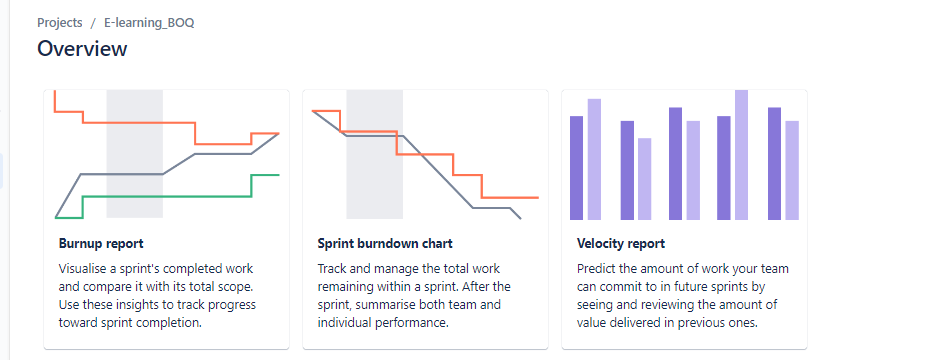 Projects / E-learning_BOQ
Overview
Burnup report
Visualise a sprint's completed work
and compare it with its total scope.
Use these insights to track progress
toward sprint completion.
Sprint burndown chart
Track and manage the total work
remaining within a sprint. After the
sprint, summarise both team and
individual performance.
Velocity report
Predict the amount of work your team
can commit to in future sprints by
seeing and reviewing the amount of
value delivered in previous ones.